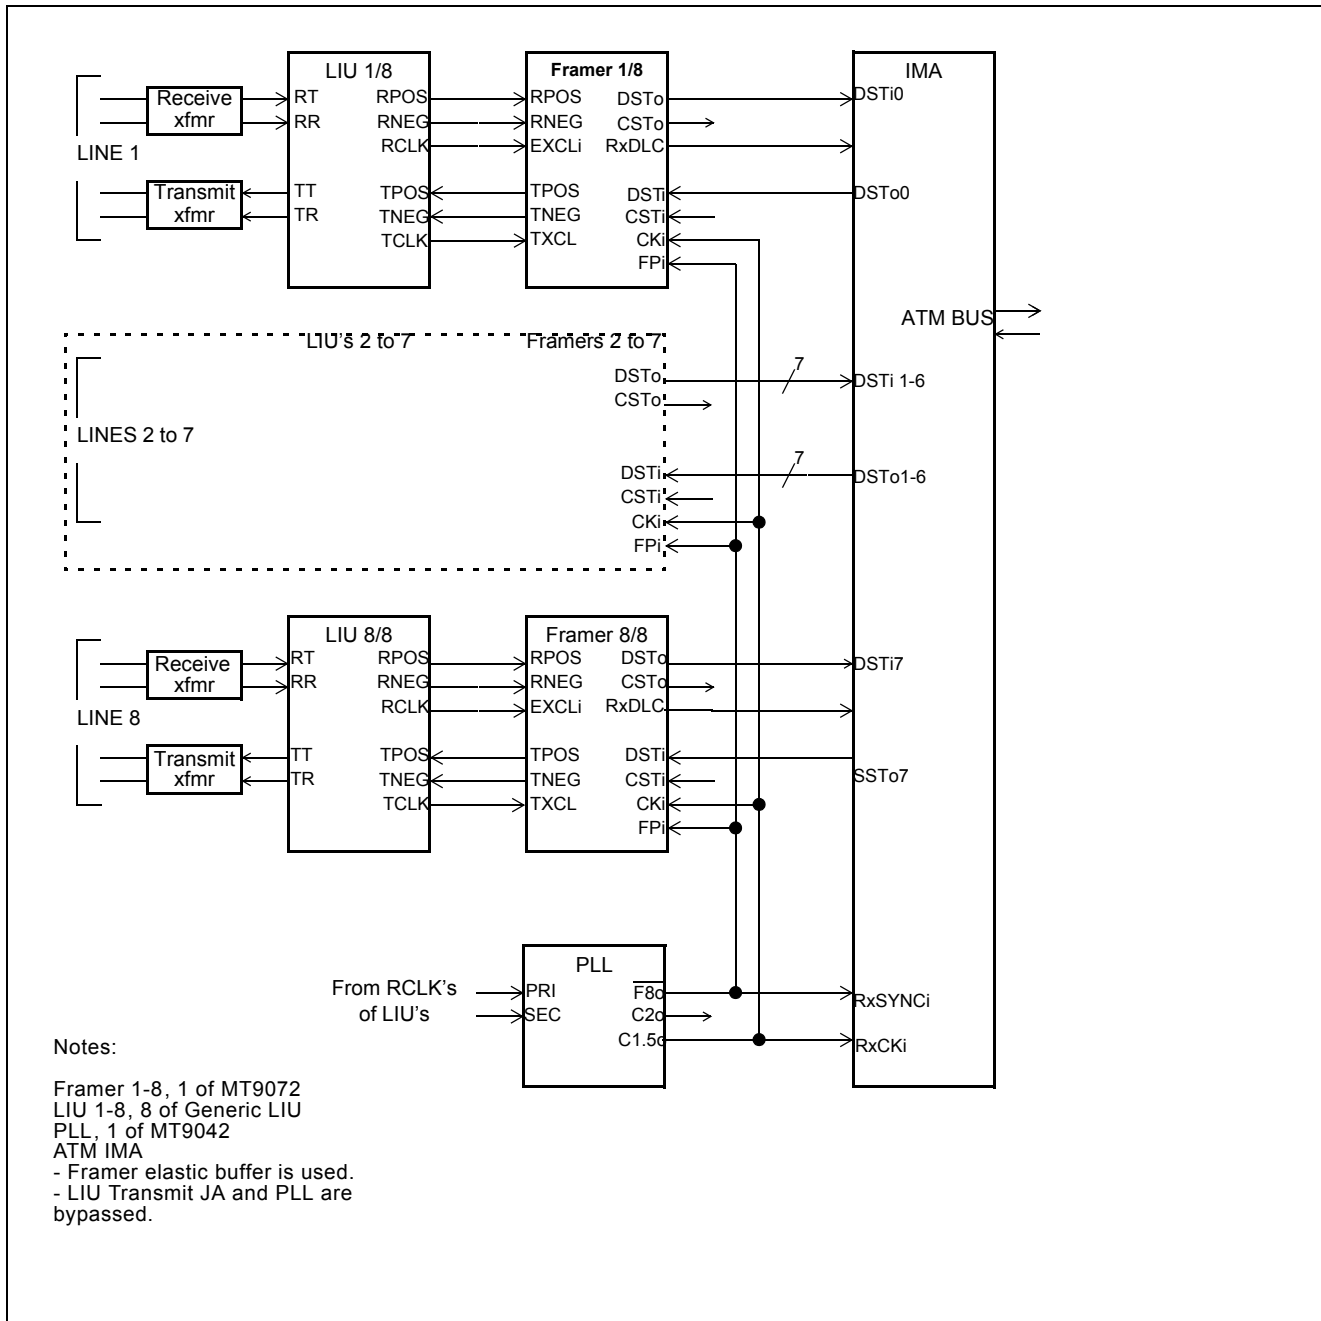 LIU 1/8
Framer 1/8
IMA
Receive
xfmr
RT
RR
RPOS
RNEG
RCLK
RPOS
RNEG
EXCLi
DSTo
CSTo
RxDLC
DSTi0
LINE 1
Transmit
xfmr
TT
TR
TPOS
TNEG
TCLK
TPOS
TNEG
TXCL
DSTi
CSTi
CKi
FPi
DSTo0
ATM BUS
LIU's 2 to 7
Framers 2 to 7
DSTo
CSTo
7
DSTi 1-6
LINES 2 to 7
DSTi
CSTi
CKi
FPi
7
DSTo1-6
LIU 8/8
Framer 8/8
Receive
xfmr
RT
RR
RPOS
RNEG
RCLK
RPOS
RNEG
EXCLi
DSTo
CSTo
RxDLC
DSTi7
LINE 8
Transmit
xfmr
TT
TR
TPOS
TNEG
TCLK
TPOS
TNEG
TXCL
DSTi
CSTi
CKi
FPi
SSTo7
PLL
From RCLK's
of LIU's
PRI
SEC
F8o
C2o
C1.5o
RxSYNCi
RxCKi
Notes:
Framer 1-8, 1 of MT9072
LIU 1-8, 8 of Generic LIU
PLL, 1 of MT9042
ATM IMA
- Framer elastic buffer is used.
- LIU Transmit JA and PLL are
bypassed.